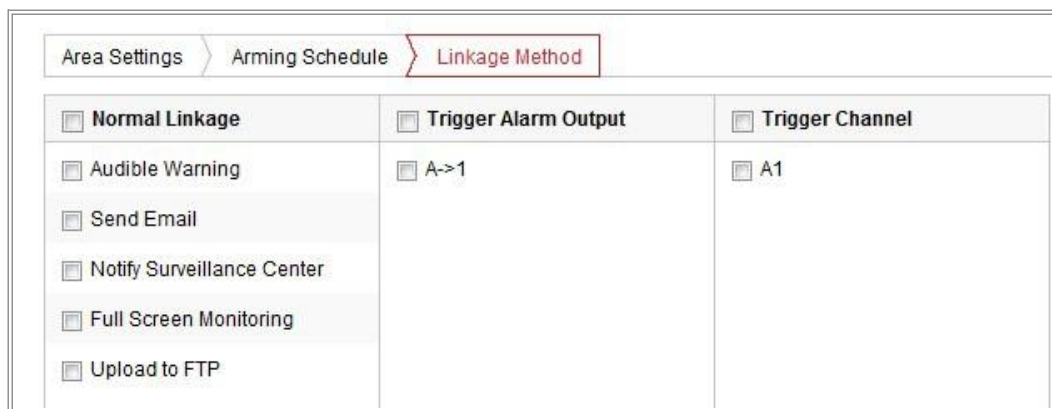 Area Settings Arming Schedule Linkage Method
Normal Linkage Trigger Alarm Output Trigger Channel
Audible Warning A->1 A1
Send Email
Notify Surveillance Center
Full Screen Monitoring
Upload to FTP